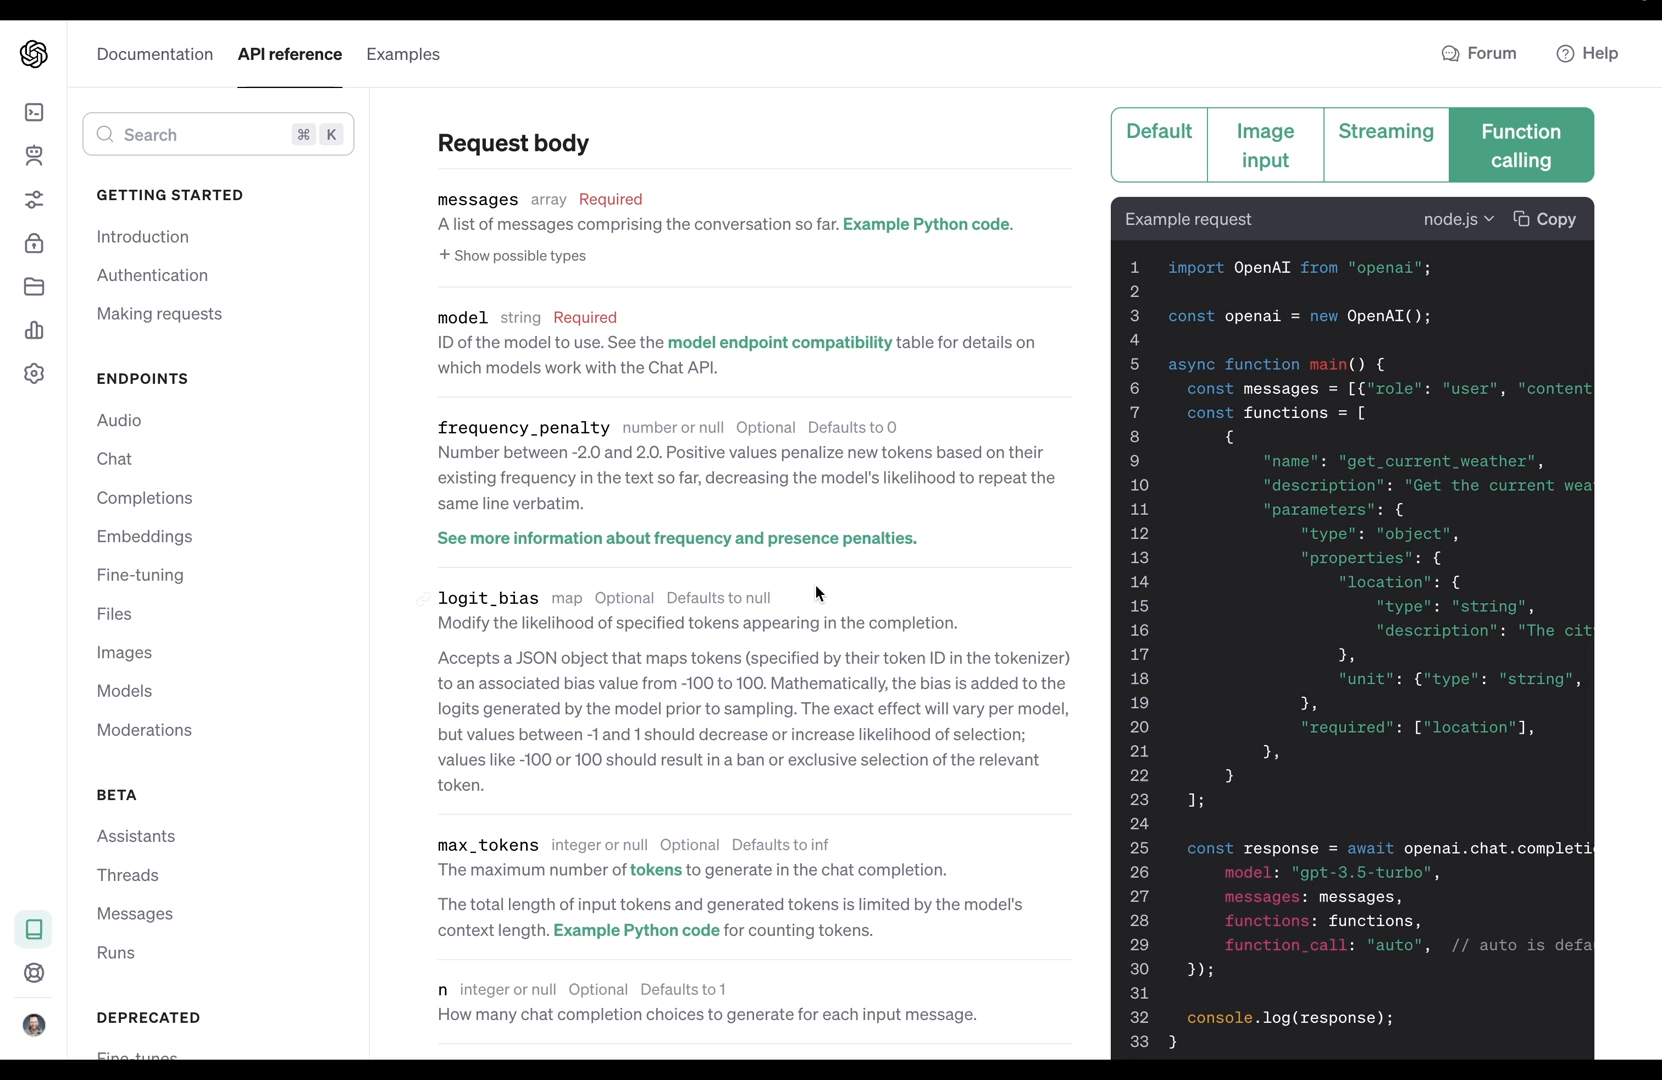 Documentation API reference Examples
Forum Help
Search ⌘ K
GETTING STARTED
Introduction
Authentication
Making requests
ENDPOINTS
Audio
Chat
Completions
Embeddings
Fine-tuning
Files
Images
Models
Moderations
BETA
Assistants
Threads
Messages
Runs
DEPRECATED
Fine-tunes
Request body
messages array Required
A list of messages comprising the conversation so far. Example Python code.
+ Show possible types
model string Required
ID of the model to use. See the model endpoint compatibility table for details on
which models work with the Chat API.
frequency_penalty number or null Optional Defaults to 0
Number between -2.0 and 2.0. Positive values penalize new tokens based on their
existing frequency in the text so far, decreasing the model's likelihood to repeat the
same line verbatim.
See more information about frequency and presence penalties.
logit_bias map Optional Defaults to null
Modify the likelihood of specified tokens appearing in the completion.
Accepts a JSON object that maps tokens (specified by their token ID in the tokenizer)
to an associated bias value from -100 to 100. Mathematically, the bias is added to the
logits generated by the model prior to sampling. The exact effect will vary per model,
but values between -1 and 1 should decrease or increase likelihood of selection;
values like -100 or 100 should result in a ban or exclusive selection of the relevant
token.
max_tokens integer or null Optional Defaults to inf
The maximum number of tokens to generate in the chat completion.
The total length of input tokens and generated tokens is limited by the model's
context length. Example Python code for counting tokens.
n integer or null Optional Defaults to 1
How many chat completion choices to generate for each input message.
Default
Image
input
Streaming
Function
calling
Example request node.js Copy
1 import OpenAI from "openai";
2
3 const openai = new OpenAI();
4
5 async function main() {
6 const messages = [{"role": "user", "content
7 const functions = [
8 {
9 "name": "get_current_weather",
10 "description": "Get the current wea
11 "parameters": {
12 "type": "object",
13 "properties": {
14 "location": {
15 "type": "string",
16 "description": "The cit
17 },
18 "unit": {"type": "string",
19 },
20 "required": ["location"],
21 },
22 }
23 ];
24
25 const response = await openai.chat.completi
26 model: "gpt-3.5-turbo",
27 messages: messages,
28 functions: functions,
29 function_call: "auto", // auto is defa
30 });
31
32 console.log(response);
33 }